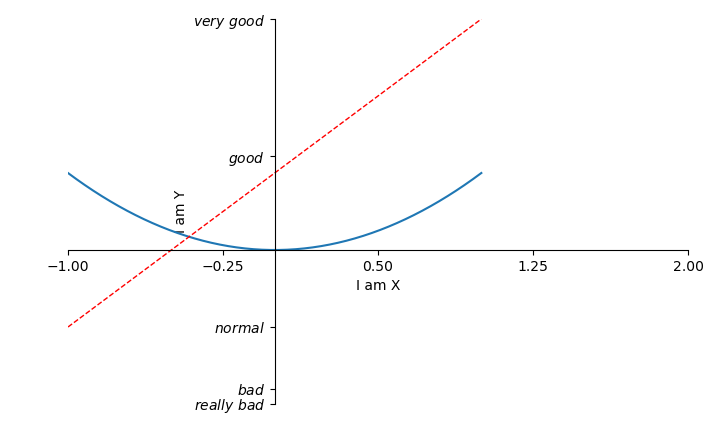 very good
good
I am Y
−1.00
−0.25
0.50
1.25
2.00
I am X
normal
bad
really bad